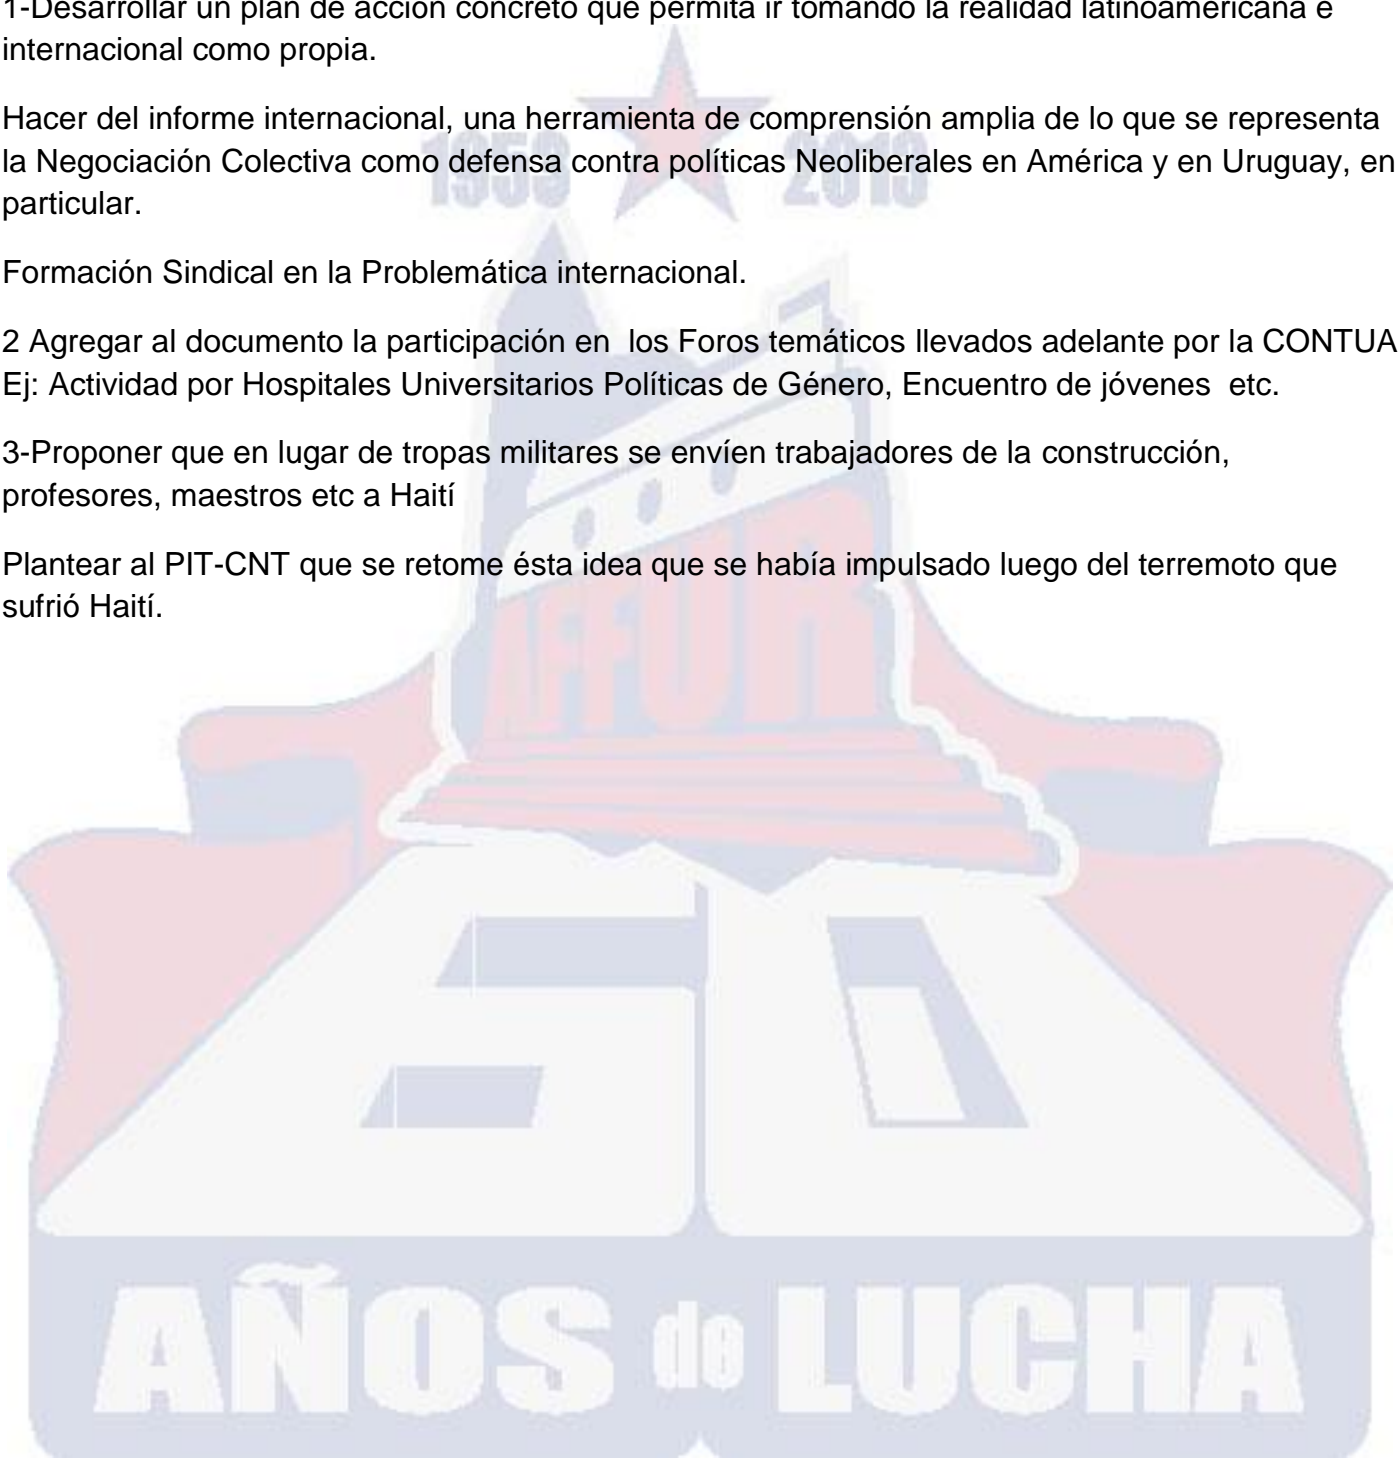 1-Desarrollar un plan de acción concreto que permita ir tomando la realidad latinoamericana e
internacional como propia.
Hacer del informe internacional, una herramienta de comprensión amplia de lo que se representa
la Negociación Colectiva como defensa contra políticas Neoliberales en América y en Uruguay, en
particular.
1953 2013
Formación Sindical en la Problemática internacional.
2 Agregar al documento la participación en los Foros temáticos llevados adelante por la CONTUA
Ej: Actividad por Hospitales Universitarios Políticas de Género, Encuentro de jóvenes etc.
3-Proponer que en lugar de tropas militares se envíen trabajadores de la construcción,
profesores, maestros etc a Haití
Plantear al PIT-CNT que se retome ésta idea que se había impulsado luego del terremoto que
sufrió Haití.
AFFUR
60
AÑOS de LUCHA